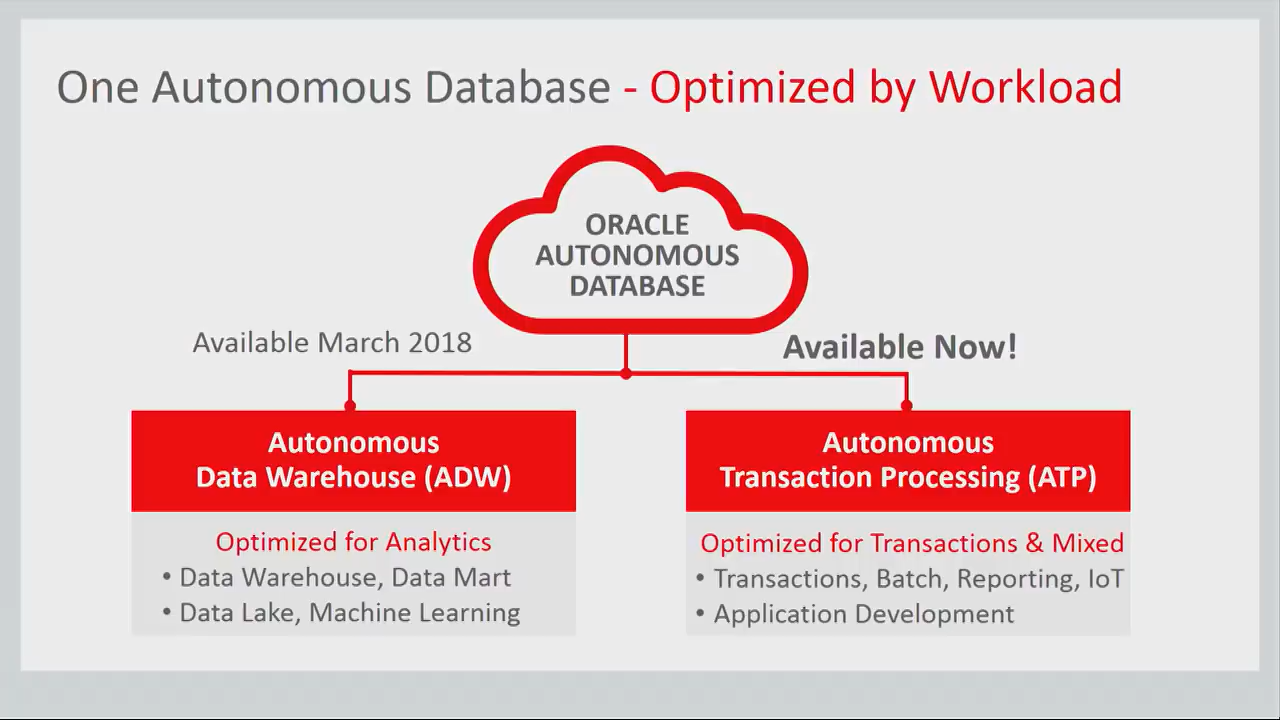 One Autonomous Database - Optimized by Workload
ORACLE
AUTONOMOUS
DATABASE
Available March 2018
Available Now!
Autonomous
Data Warehouse (ADW)
Optimized for Analytics
• Data Warehouse, Data Mart
• Data Lake, Machine Learning
Autonomous
Transaction Processing (ATP)
Optimized for Transactions & Mixed
• Transactions, Batch, Reporting, IoT
• Application Development